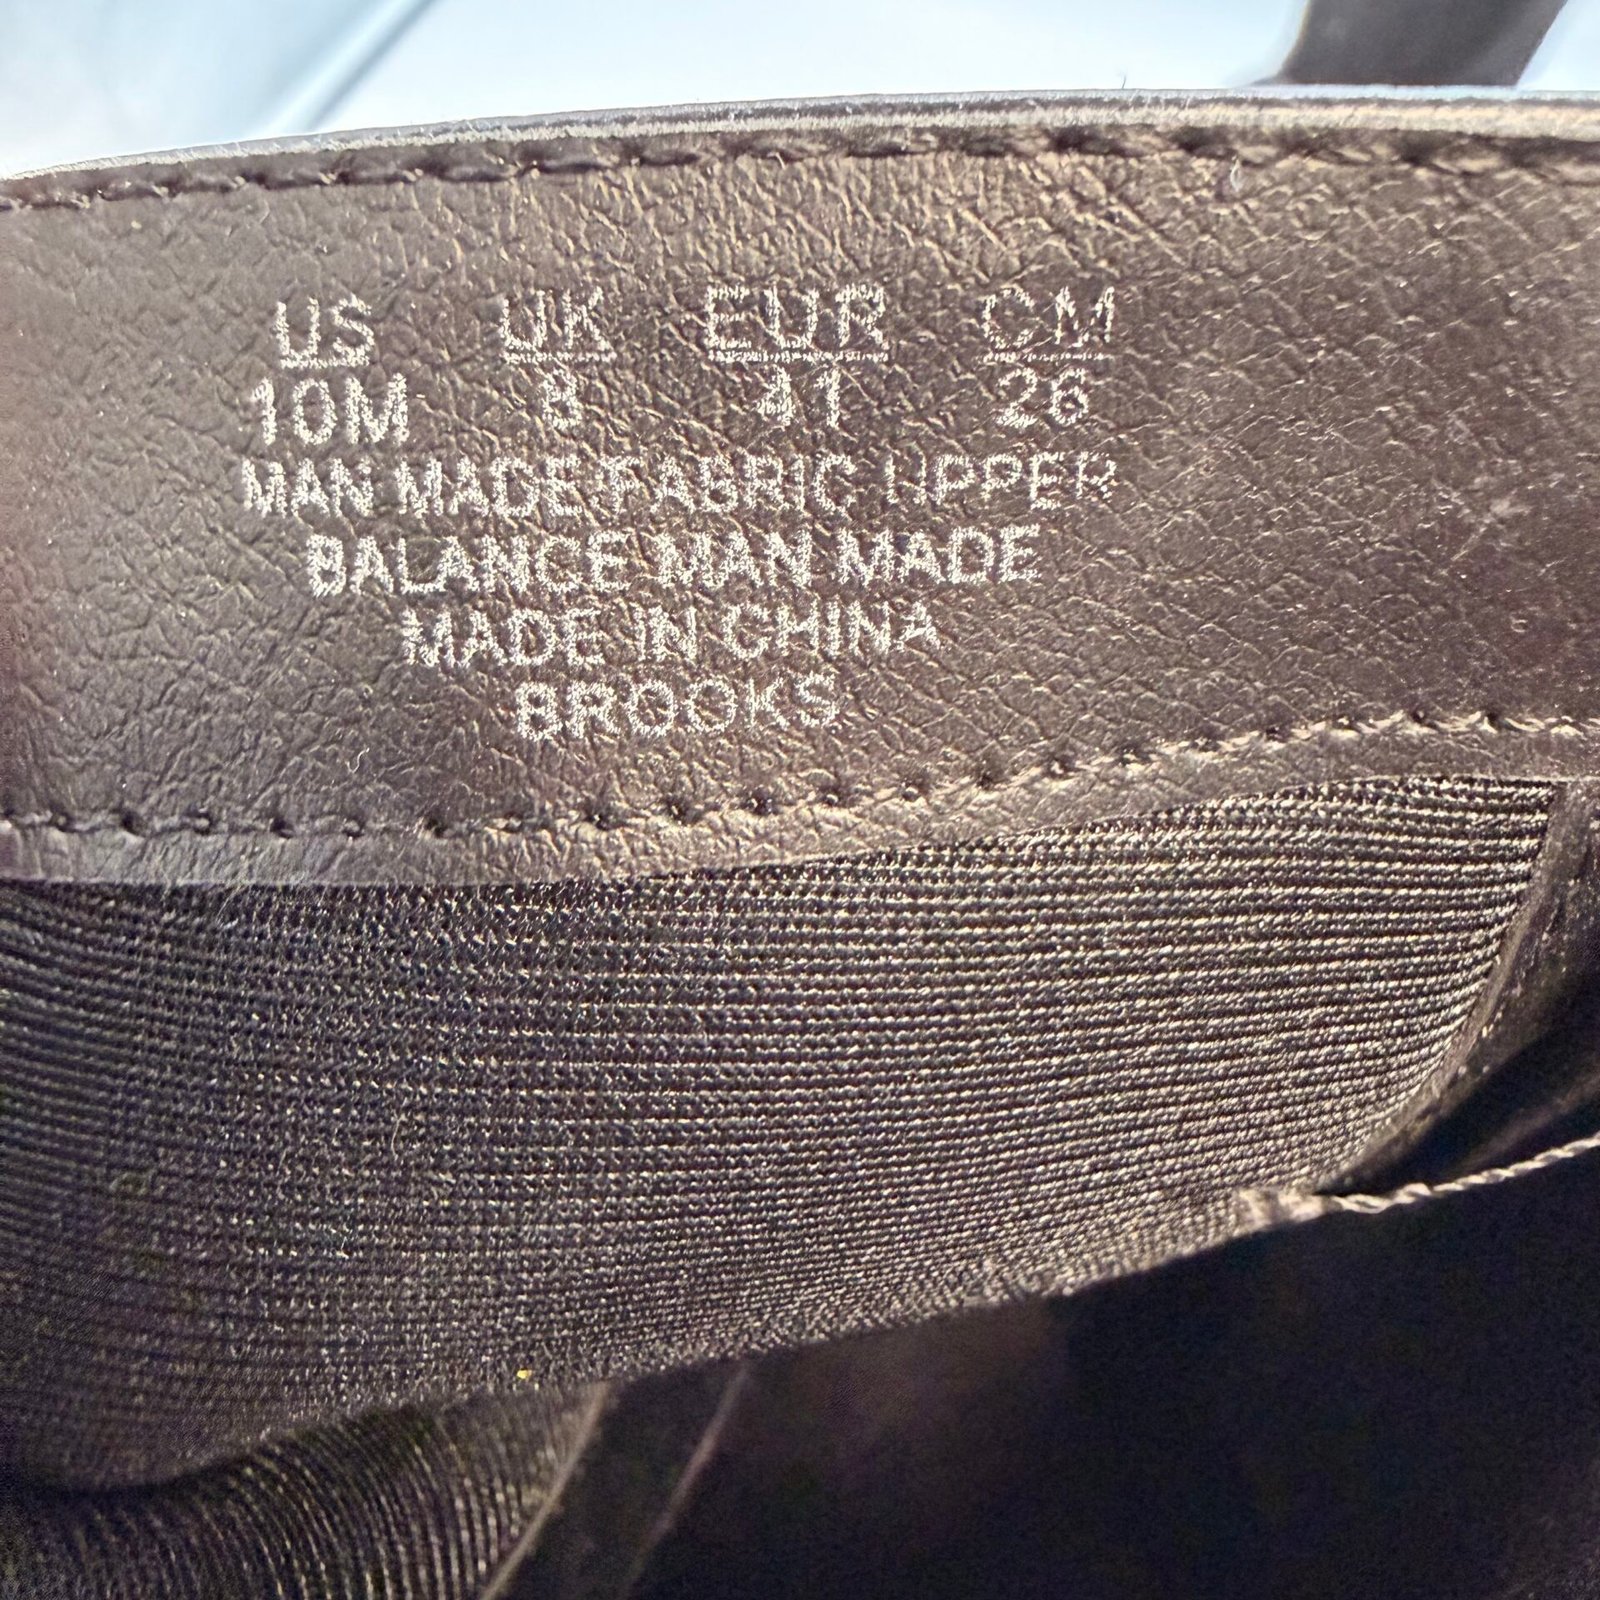 US UK EUR CM
10M 8 41 26
MAN MADE FABRIC UPPER
BALANCE MAN MADE
MADE IN CHINA
BROOKS